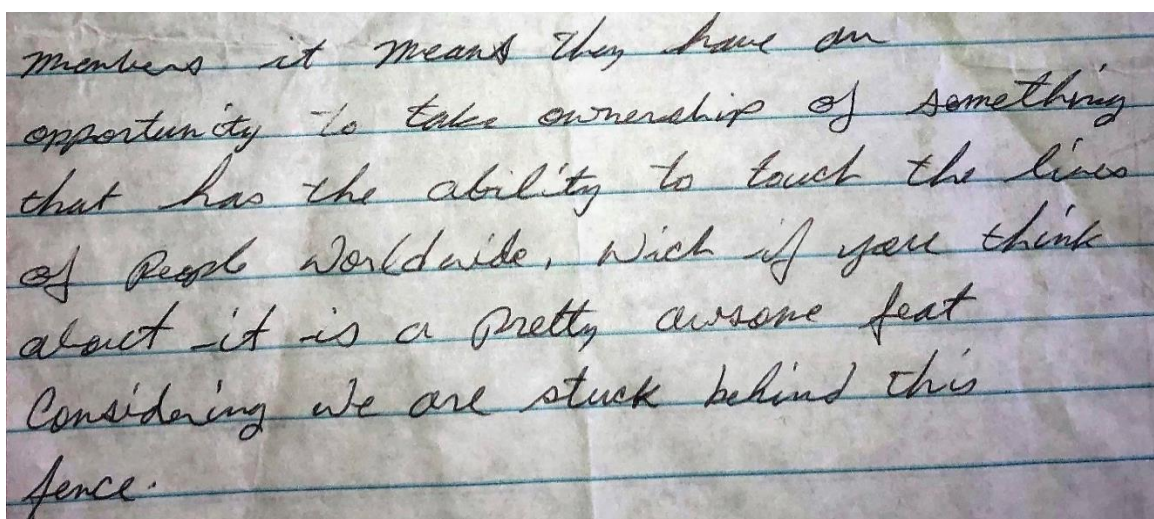 members it means they have an
opportunity to take ownership of something
that has the ability to touch the lives
of people worldwide, wich if you think
about it is a pretty awsome feat
Considering we are stuck behind this
fence.